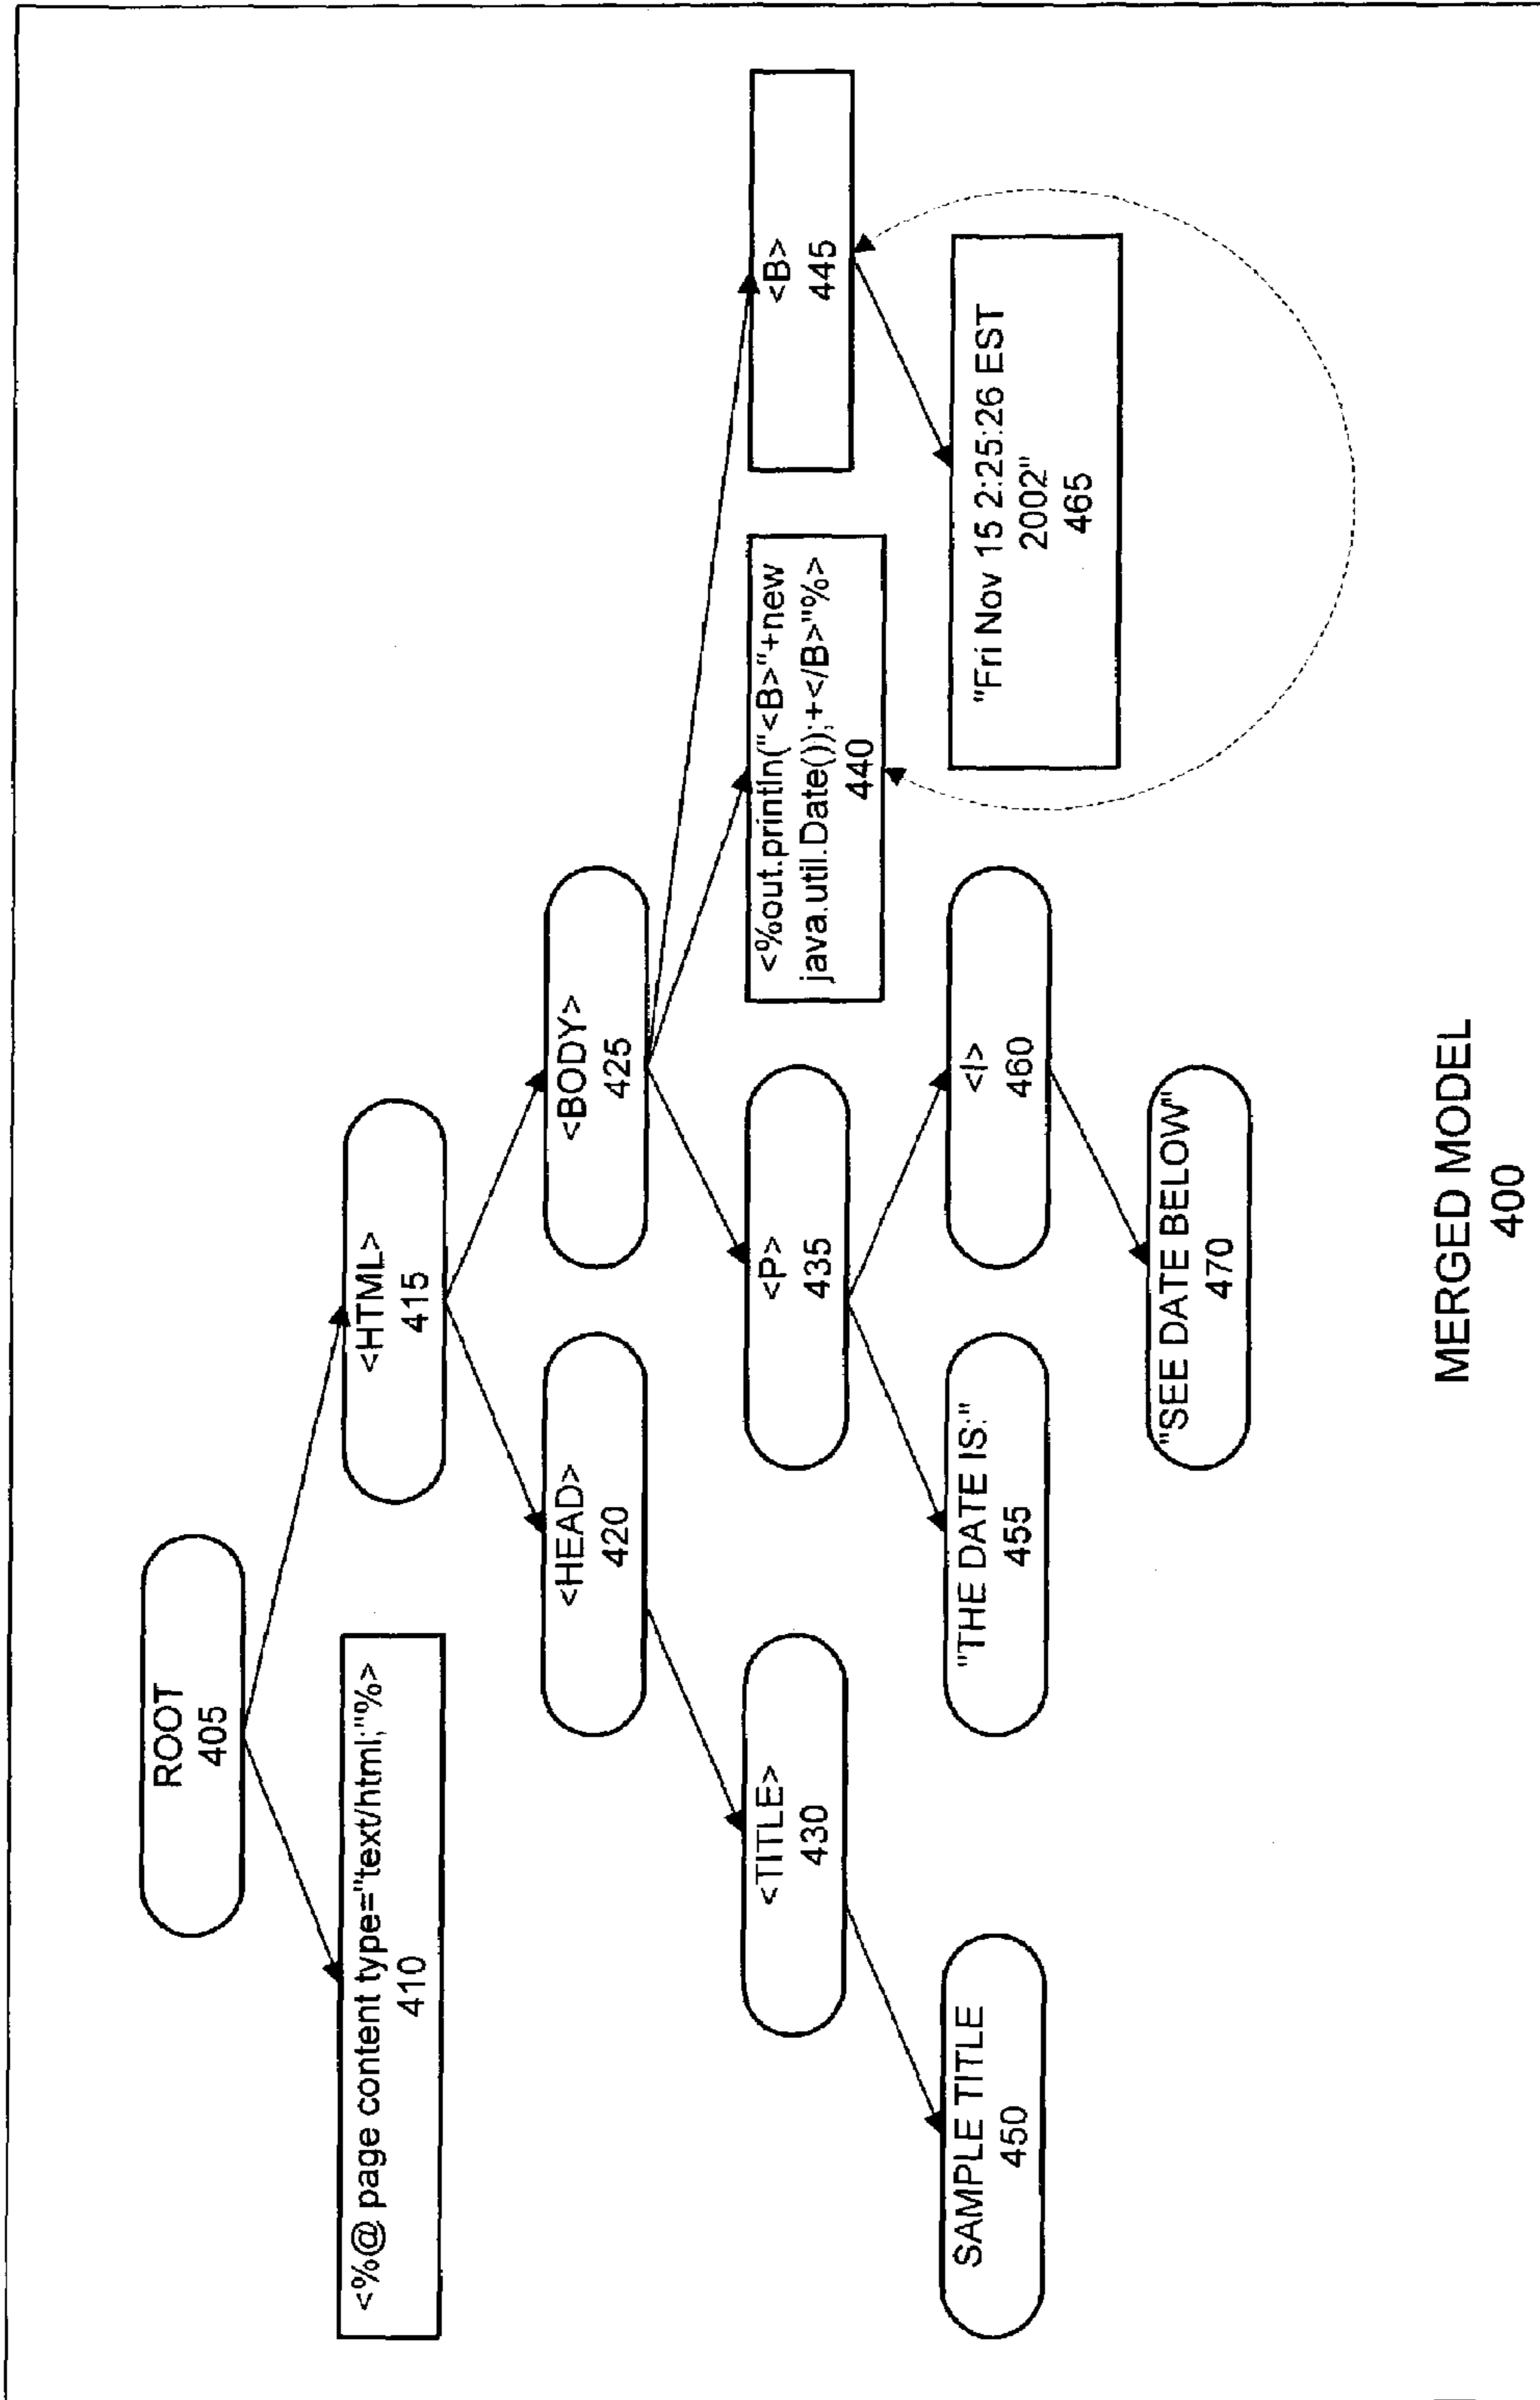 ROOT
405
<%@ page content type="text/html;"%>
410
<HTML>
415
<HEAD>
420
<BODY>
425
<TITLE>
430
<P>
435
<%out.println("<B>"+new
java.util.Date());+</B>"%>
440
<B>
445
SAMPLE TITLE
450
"THE DATE IS:"
455
<I>
460
"Fri Nov 15 2:25:26 EST
2002"
465
"SEE DATE BELOW"
470
MERGED MODEL
400